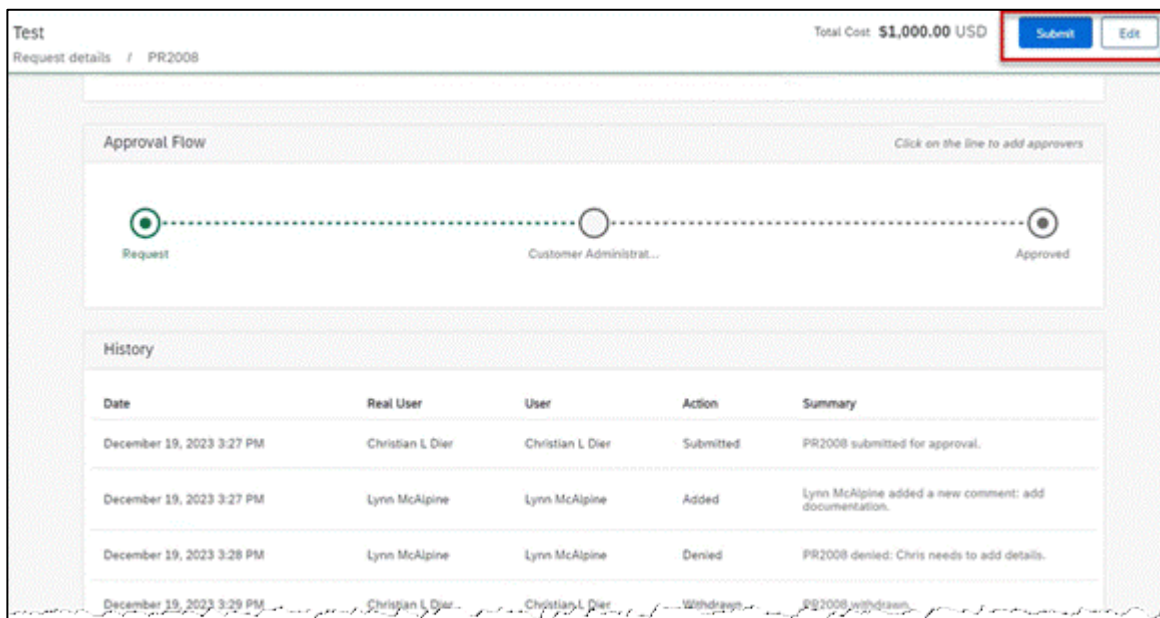 Test
Total Cost $1,000.00 USD
Submit
Edit
Request details / PR2008
Approval Flow
Click on the line to add approvers
Request
Customer Administrat...
Approved
History
Date Real User User Action Summary
December 19, 2023 3:27 PM Christian L Dier Christian L Dier Submitted PR2008 submitted for approval.
December 19, 2023 3:27 PM Lynn McAlpine Lynn McAlpine Added Lynn McAlpine added a new comment: add
documentation.
December 19, 2023 3:28 PM Lynn McAlpine Lynn McAlpine Denied PR2008 denied: Chris needs to add details.
December 19, 2023 3:29 PM Christian L Dier Christian L Dier Withdrawn PR2008 withdrawn.